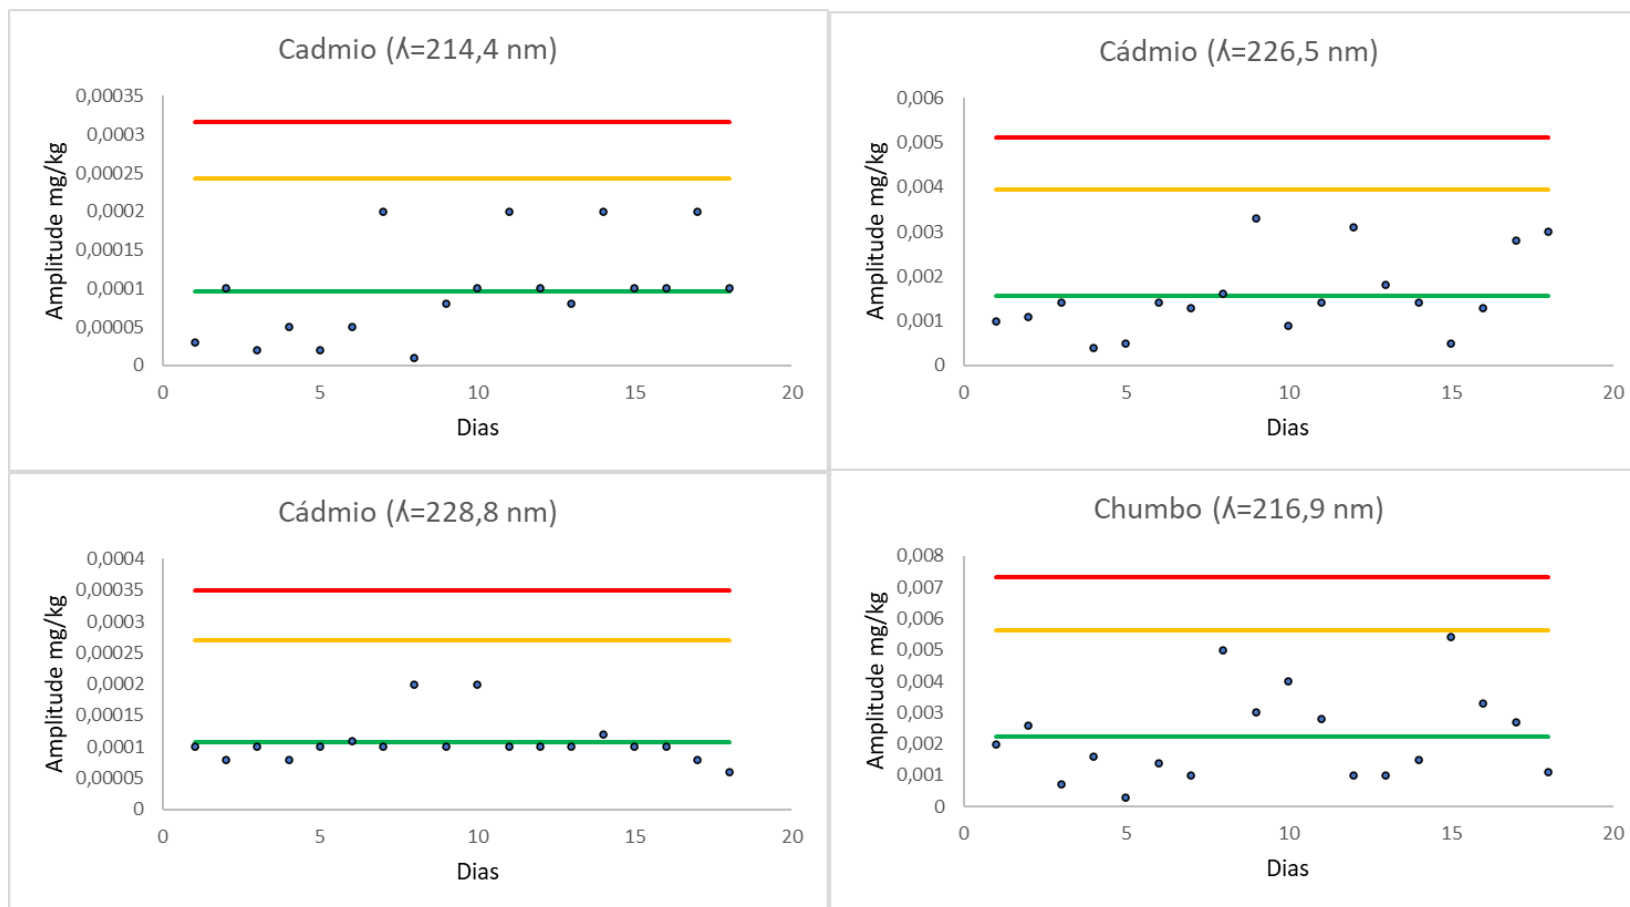 Cadmio (ʎ=214,4 nm)
Amplitude mg/kg
0,00035
0,0003
0,00025
0,0002
0,00015
0,0001
0,00005
0
0 5 10 15 20
Dias
Cádmio (ʎ=226,5 nm)
Amplitude mg/kg
0,006
0,005
0,004
0,003
0,002
0,001
0
0 5 10 15 20
Dias
Cádmio (ʎ=228,8 nm)
Amplitude mg/kg
0,0004
0,00035
0,0003
0,00025
0,0002
0,00015
0,0001
0,00005
0
0 5 10 15 20
Dias
Chumbo (ʎ=216,9 nm)
Amplitude mg/kg
0,008
0,007
0,006
0,005
0,004
0,003
0,002
0,001
0
0 5 10 15 20
Dias